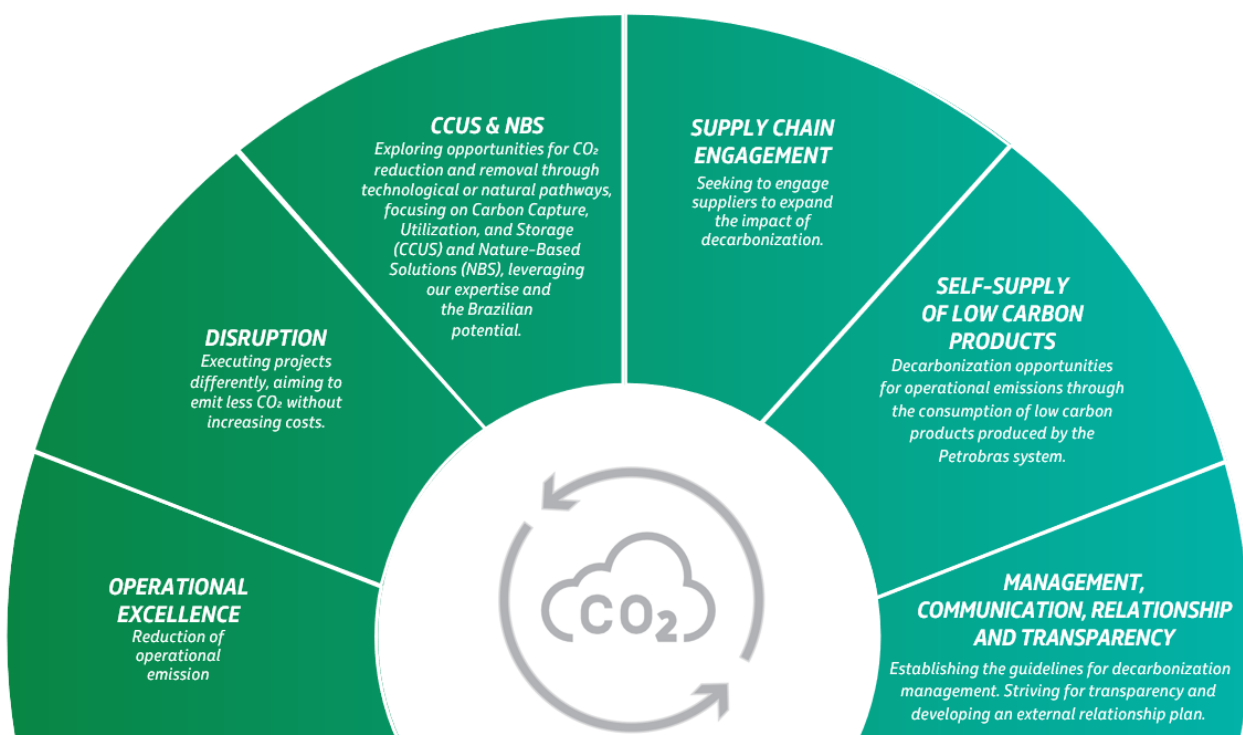 CCUS & NBS
Exploring opportunities for CO₂
reduction and removal through
technological or natural pathways,
focusing on Carbon Capture,
Utilization, and Storage
(CCUS) and Nature-Based
Solutions (NBS), leveraging
our expertise and
the Brazilian
potential.
SUPPLY CHAIN
ENGAGEMENT
Seeking to engage
suppliers to expand
the impact of
decarbonization.
DISRUPTION
Executing projects
differently, aiming to
emit less CO₂ without
increasing costs.
SELF-SUPPLY
OF LOW CARBON
PRODUCTS
Decarbonization opportunities
for operational emissions through
the consumption of low carbon
products produced by the
Petrobras system.
OPERATIONAL
EXCELLENCE
Reduction of
operational
emission
CO₂
MANAGEMENT,
COMMUNICATION, RELATIONSHIP
AND TRANSPARENCY
Establishing the guidelines for decarbonization
management. Striving for transparency and
developing an external relationship plan.